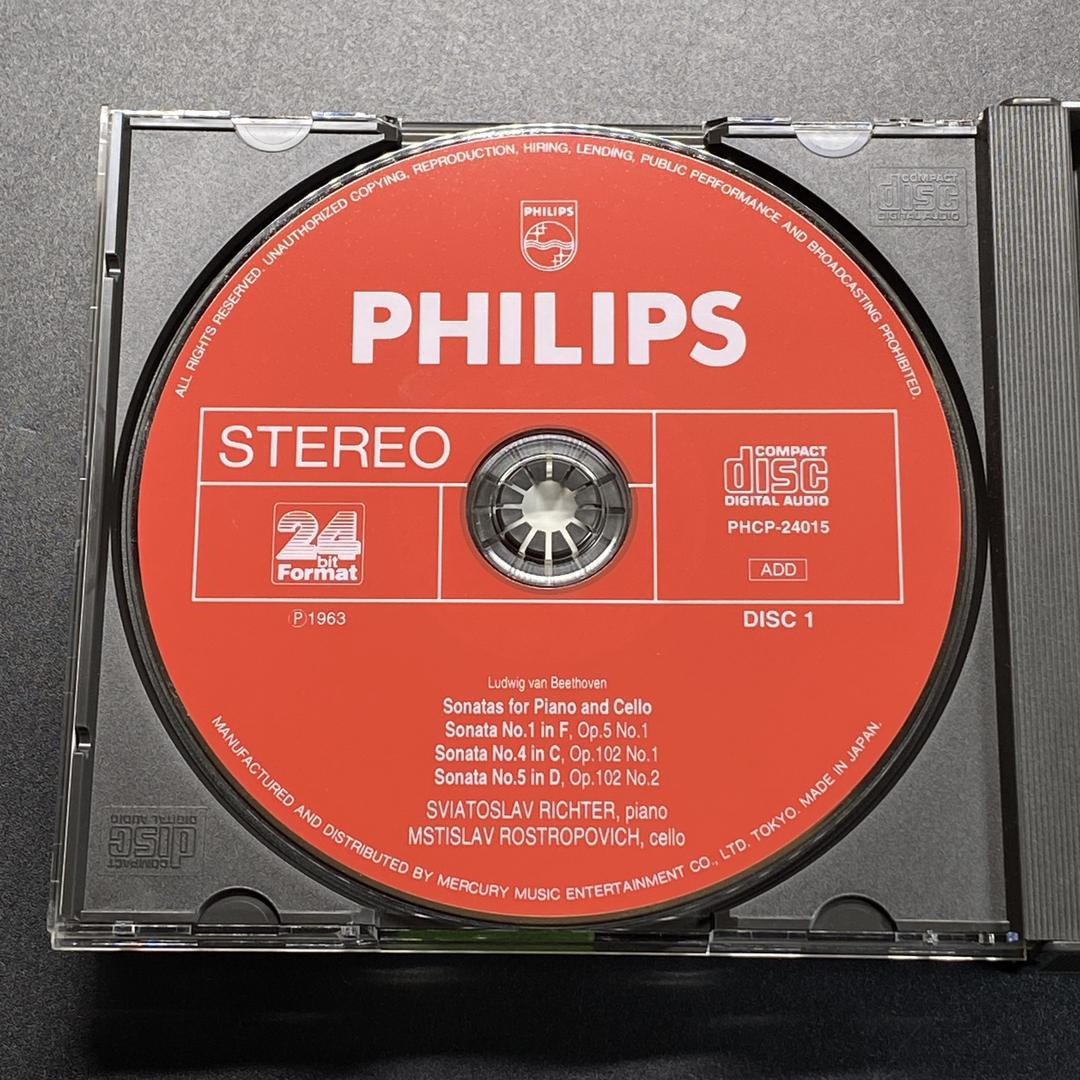 ALL RIGHTS RESERVED. UNAUTHORIZED COPYING, REPRODUCTION, HIRING, LENDING, PUBLIC PERFORMANCE AND BROADCASTING PROHIBITED.
PHILIPS
PHILIPS
COMPACT
disc
DIGITAL AUDIO
STEREO
COMPACT
disc
DIGITAL AUDIO
PHCP-24015
ADD
24
bit
Format
Ⓟ1963
DISC 1
Ludwig van Beethoven
Sonatas for Piano and Cello
Sonata No.1 in F, Op.5 No.1
Sonata No.4 in C, Op.102 No.1
Sonata No.5 in D, Op.102 No.2
SVIATOSLAV RICHTER, piano
MSTISLAV ROSTROPOVICH, cello
MANUFACTURED AND DISTRIBUTED BY MERCURY MUSIC ENTERTAINMENT CO., LTD. TOKYO. MADE IN JAPAN.
COMPACT
disc
DIGITAL AUDIO